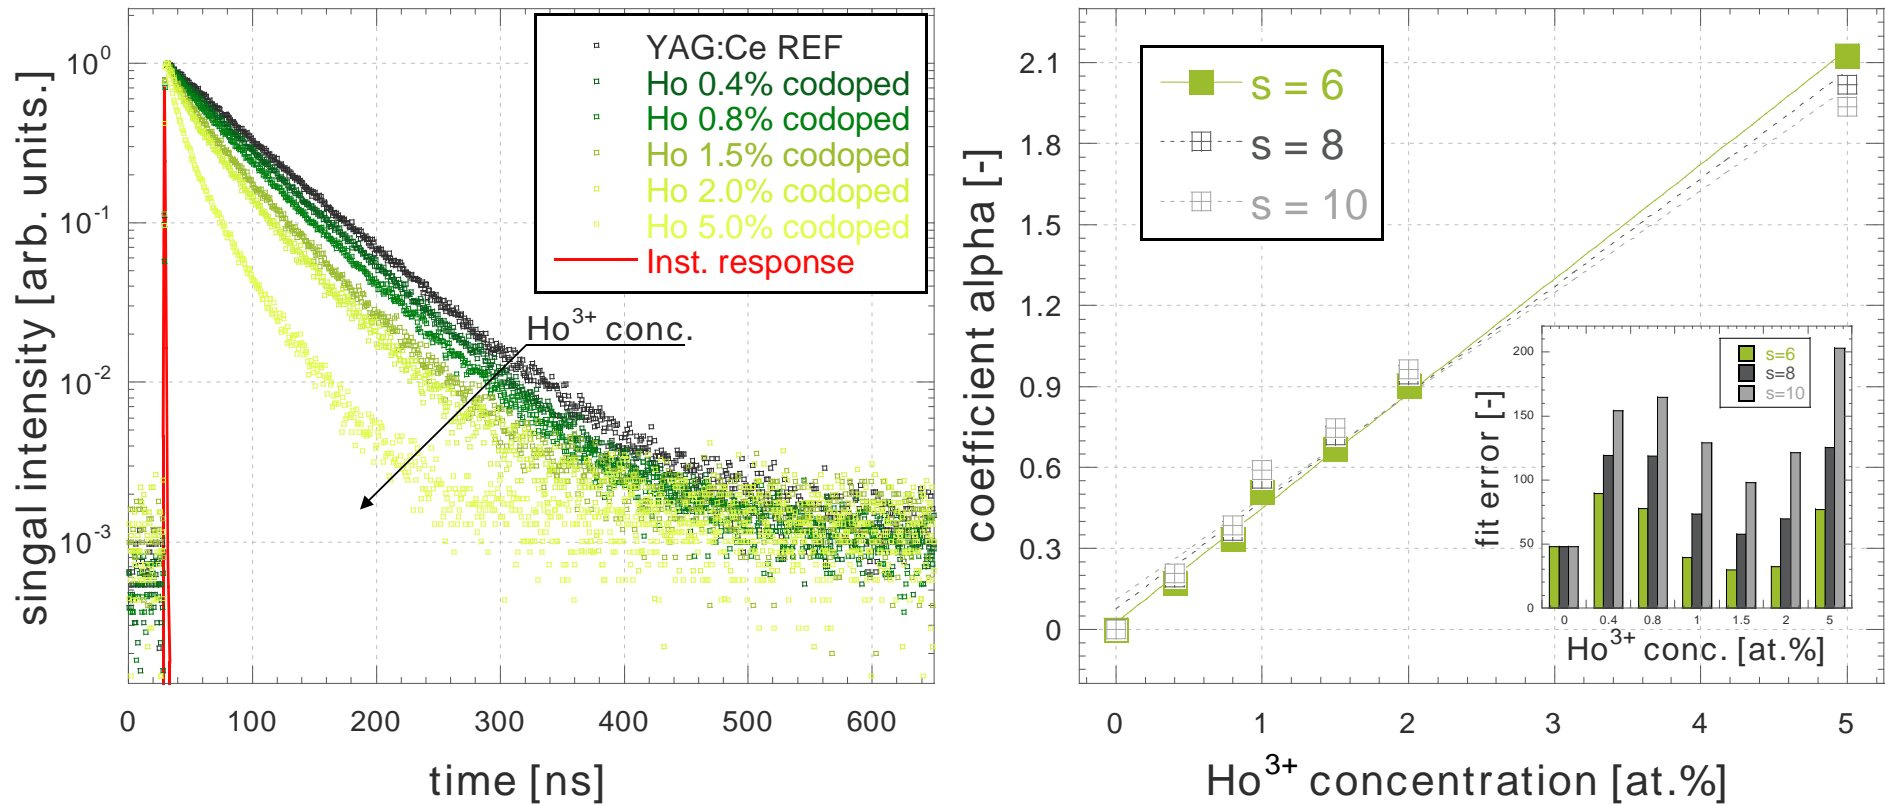 singal intensity [arb. units.]
10^0
10^-1
10^-2
10^-3
YAG:Ce REF
Ho 0.4% codoped
Ho 0.8% codoped
Ho 1.5% codoped
Ho 2.0% codoped
Ho 5.0% codoped
Inst. response
Ho^3+ conc.
0 100 200 300 400 500 600
time [ns]
coefficient alpha [-]
2.1
1.8
1.5
1.2
0.9
0.6
0.3
0
s = 6
s = 8
s = 10
fit error [-]
200
150
100
50
0
s=6
s=8
s=10
0 0.4 0.8 1 1.5 2 5
Ho^3+ conc. [at.%]
0 1 2 3 4 5
Ho^3+ concentration [at.%]